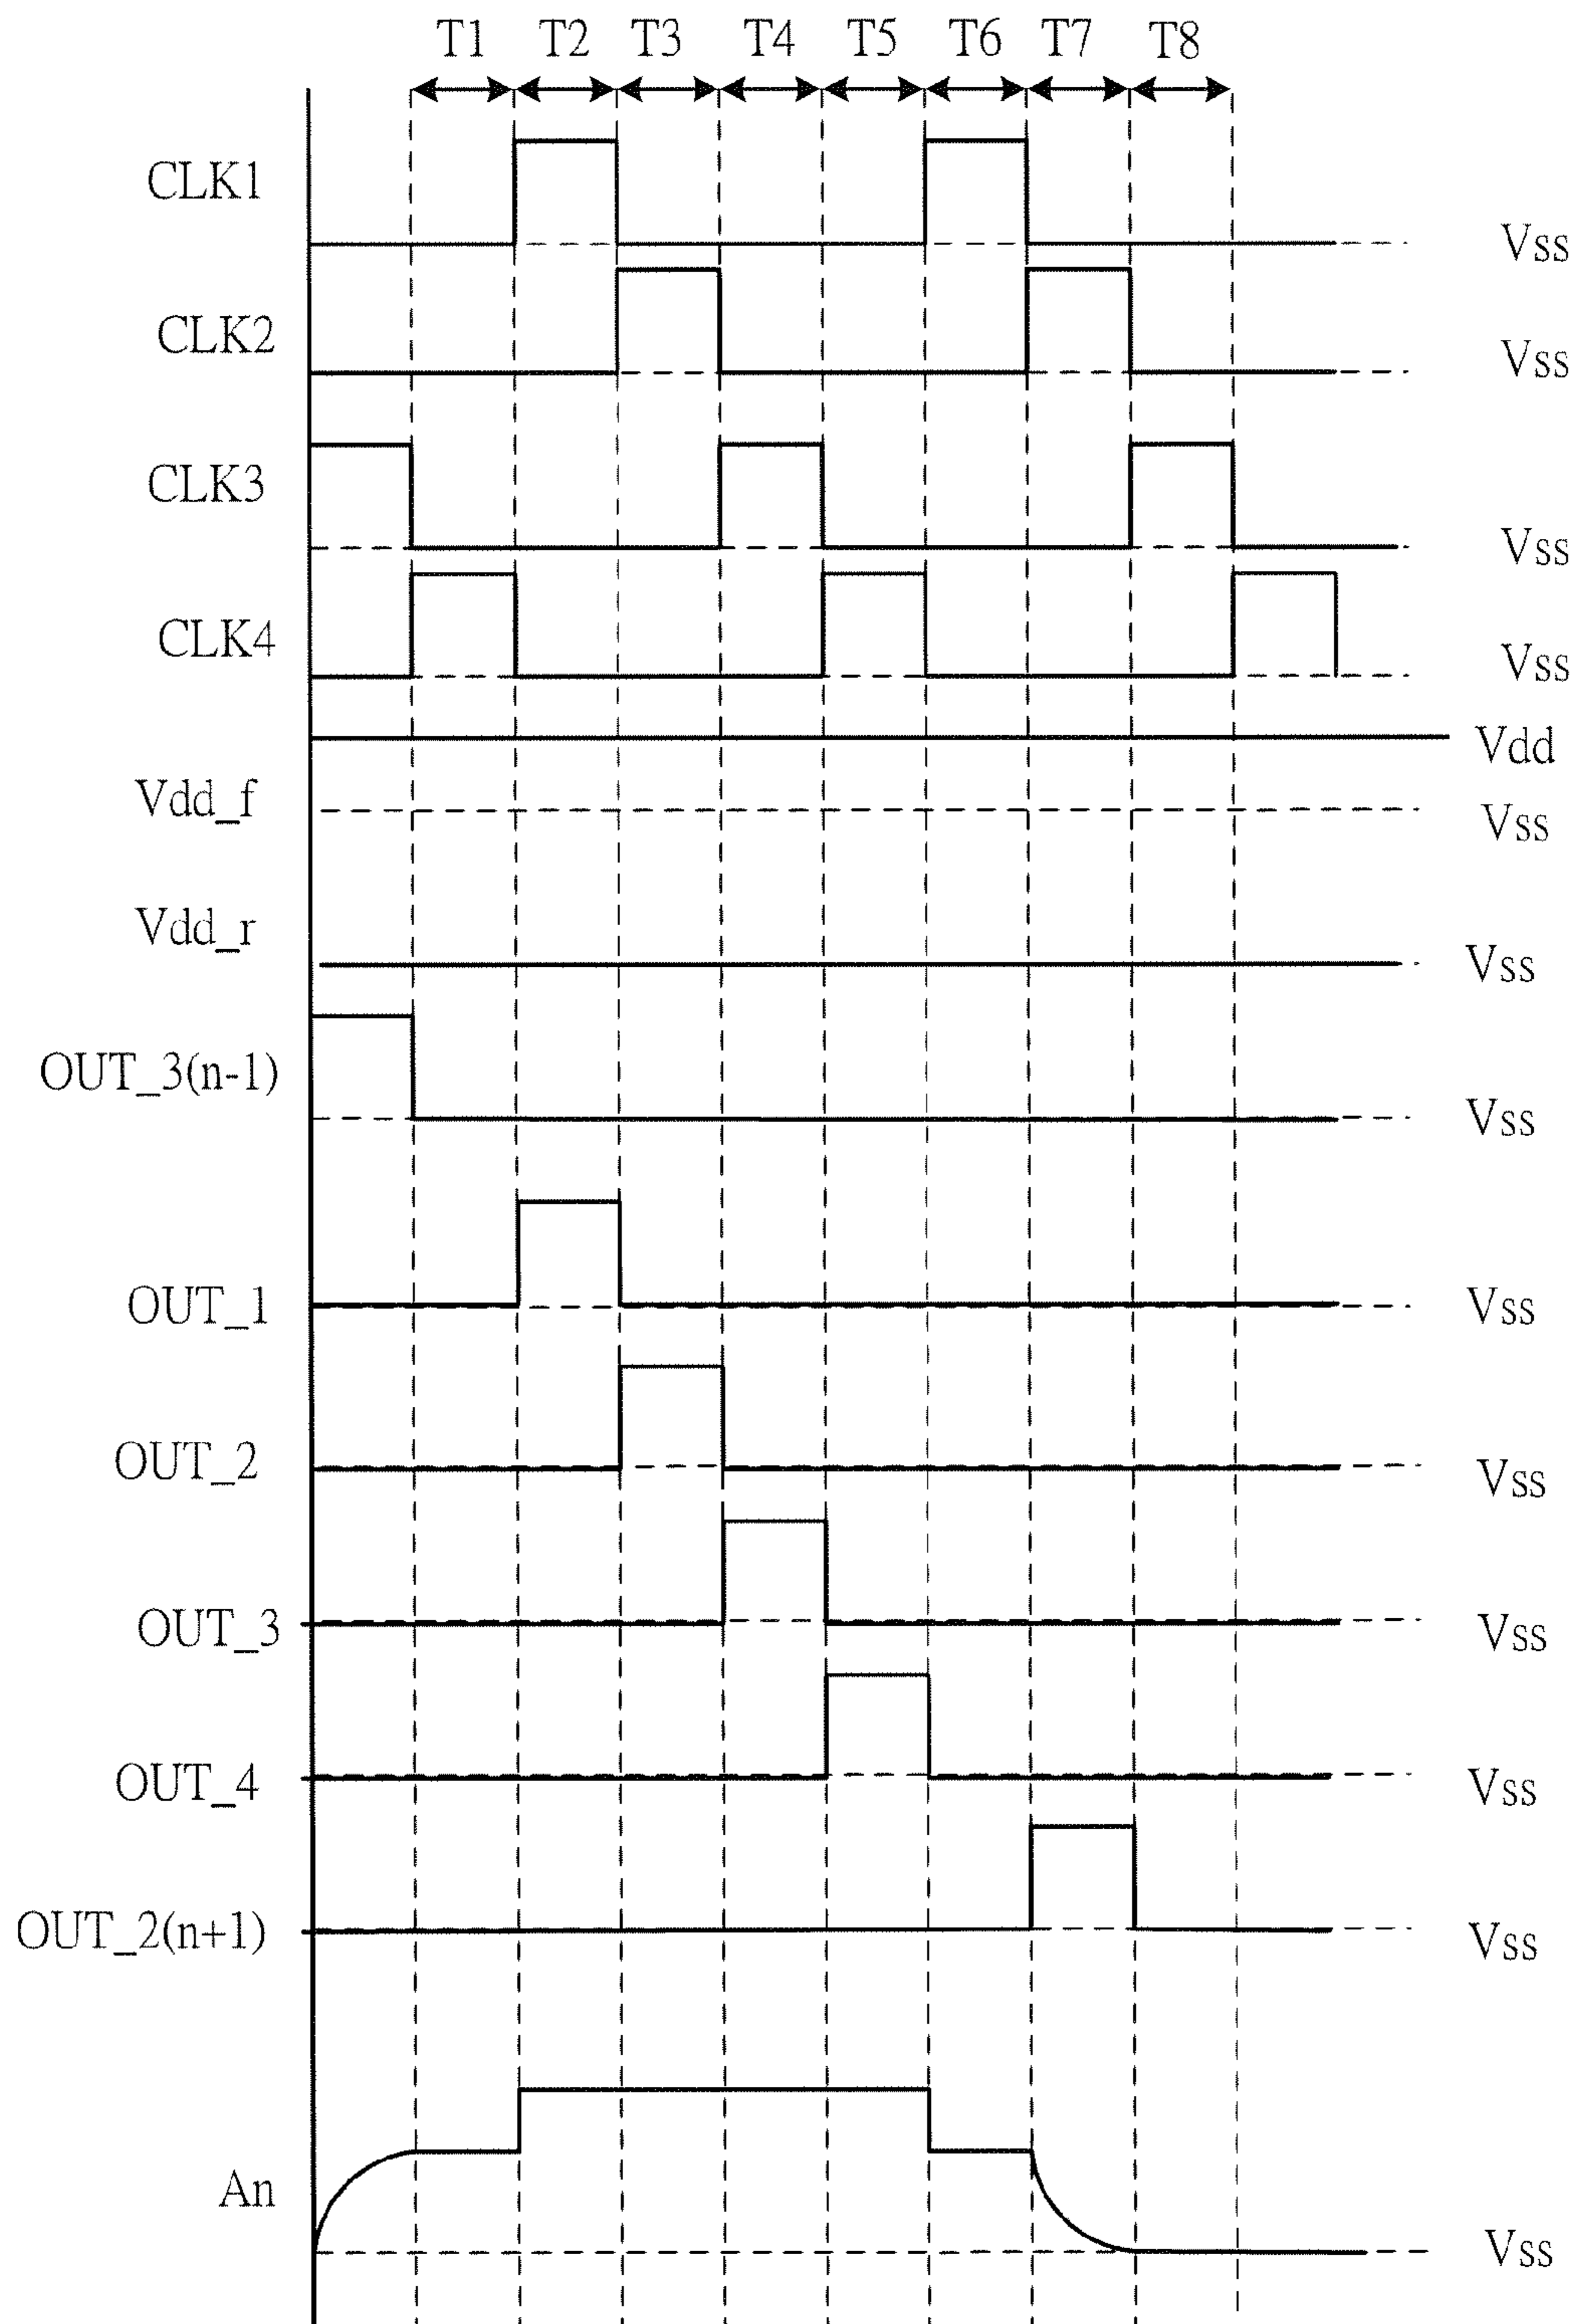 T1 T2 T3 T4 T5 T6 T7 T8
CLK1
Vss
CLK2
Vss
CLK3
Vss
CLK4
Vss
Vdd
Vdd_f
Vss
Vdd_r
Vss
OUT_3(n-1)
Vss
OUT_1
Vss
OUT_2
Vss
OUT_3
Vss
OUT_4
Vss
OUT_2(n+1)
Vss
An
Vss